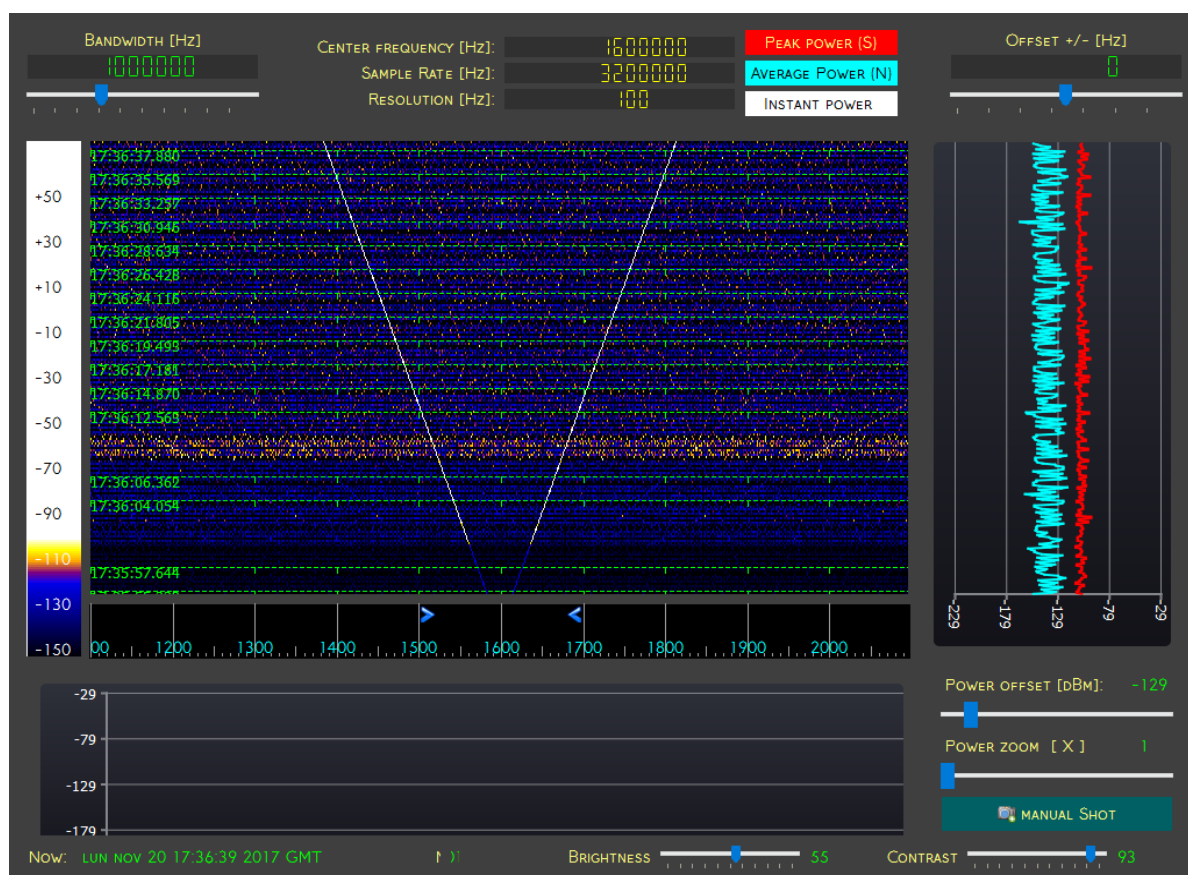 Bandwidth [Hz]
1000000
Center frequency [Hz]: 1600000
Sample Rate [Hz]: 3200000
Resolution [Hz]: 100
Peak power (S)
Average Power (N)
Instant power
Offset +/- [Hz]
0
+50
+30
+10
-10
-30
-50
-70
-90
-110
-130
-150
17:36:37.880
17:36:35.569
17:36:33.257
17:36:30.946
17:36:28.634
17:36:26.428
17:36:24.116
17:36:21.805
17:36:19.493
17:36:17.181
17:36:14.870
17:36:12.563
17:36:06.362
17:36:04.054
17:35:57.644
00 1200 1300 1400 1500 1600 1700 1800 1900 2000
-229 -179 -129 -79 -29
-29
-79
-129
-179
Power offset [dBm]: -129
Power zoom [ X ] 1
manual Shot
Now: lun nov 20 17:36:39 2017 GMT
Brightness 55
Contrast 93